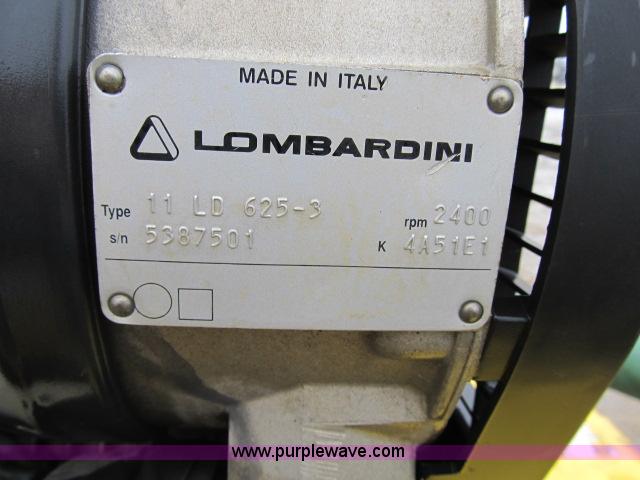 MADE IN ITALY
LOMBARDINI
Type 11 LD 625-3 rpm 2400
s/n 5387501 K 4A51E1
www.purplewave.com